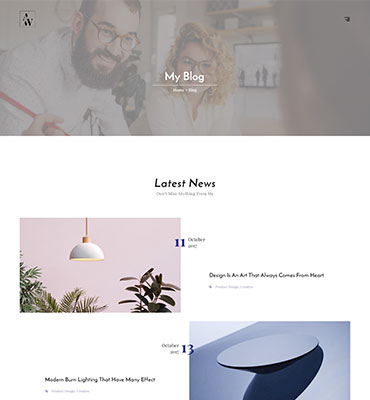 AW
My Blog
Home > Blog
Latest News
Don't Miss Anything From Me
11 October
2017
Design Is An Art That Always Comes From Heart
Product Design, Creative
October
2017 13
Modern Burn Lighting That Have Many Effect
Product Design, Creative